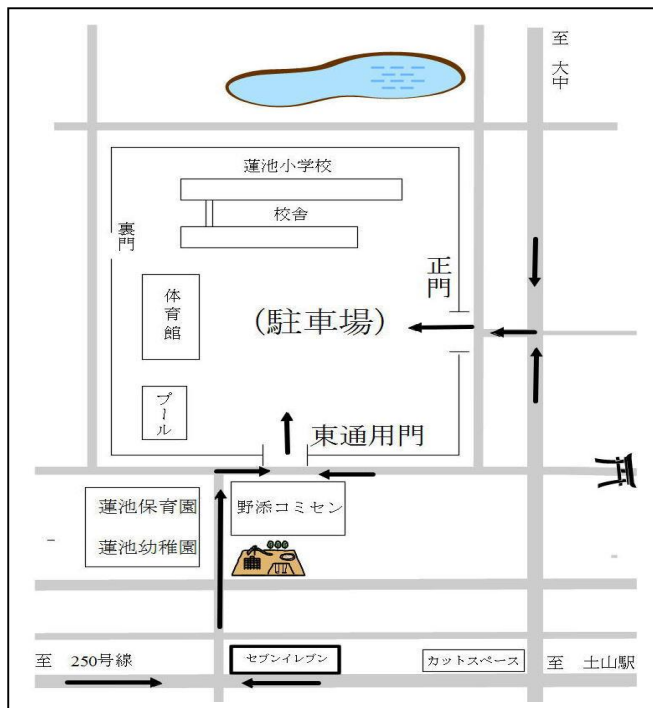 至 大中
蓮池小学校
校舎
裏門
正門
体育館
(駐車場)
プール
東通用門
蓮池保育園
蓮池幼稚園
野添コミセン
至 250号線
セブンイレブン
カットスペース
至 土山駅